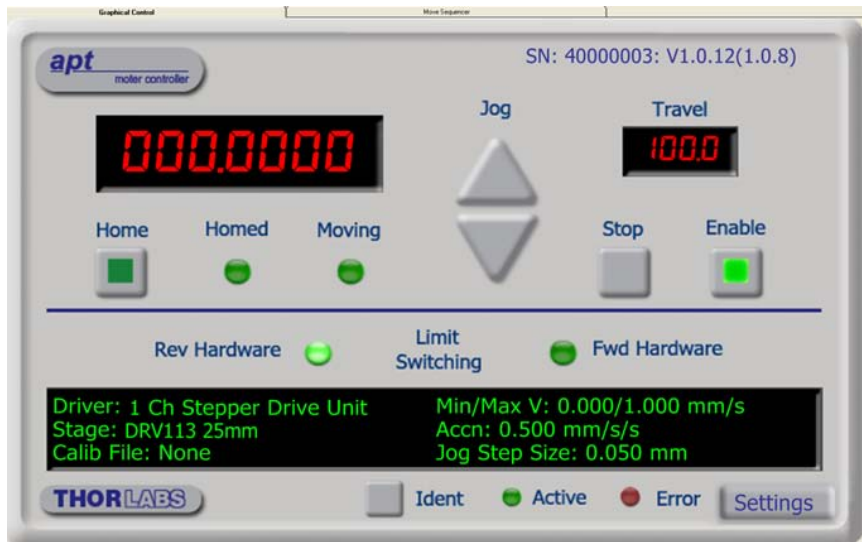 Graphical Control
Move Sequencer
apt
moter controller
SN: 40000003: V1.0.12(1.0.8)
Jog
Travel
000.0000
100.0
Home
Homed
Moving
Stop
Enable
Rev Hardware
Limit
Switching
Fwd Hardware
Driver: 1 Ch Stepper Drive Unit
Min/Max V: 0.000/1.000 mm/s
Stage: DRV113 25mm
Accn: 0.500 mm/s/s
Calib File: None
Jog Step Size: 0.050 mm
THORLABS
Ident
Active
Error
Settings